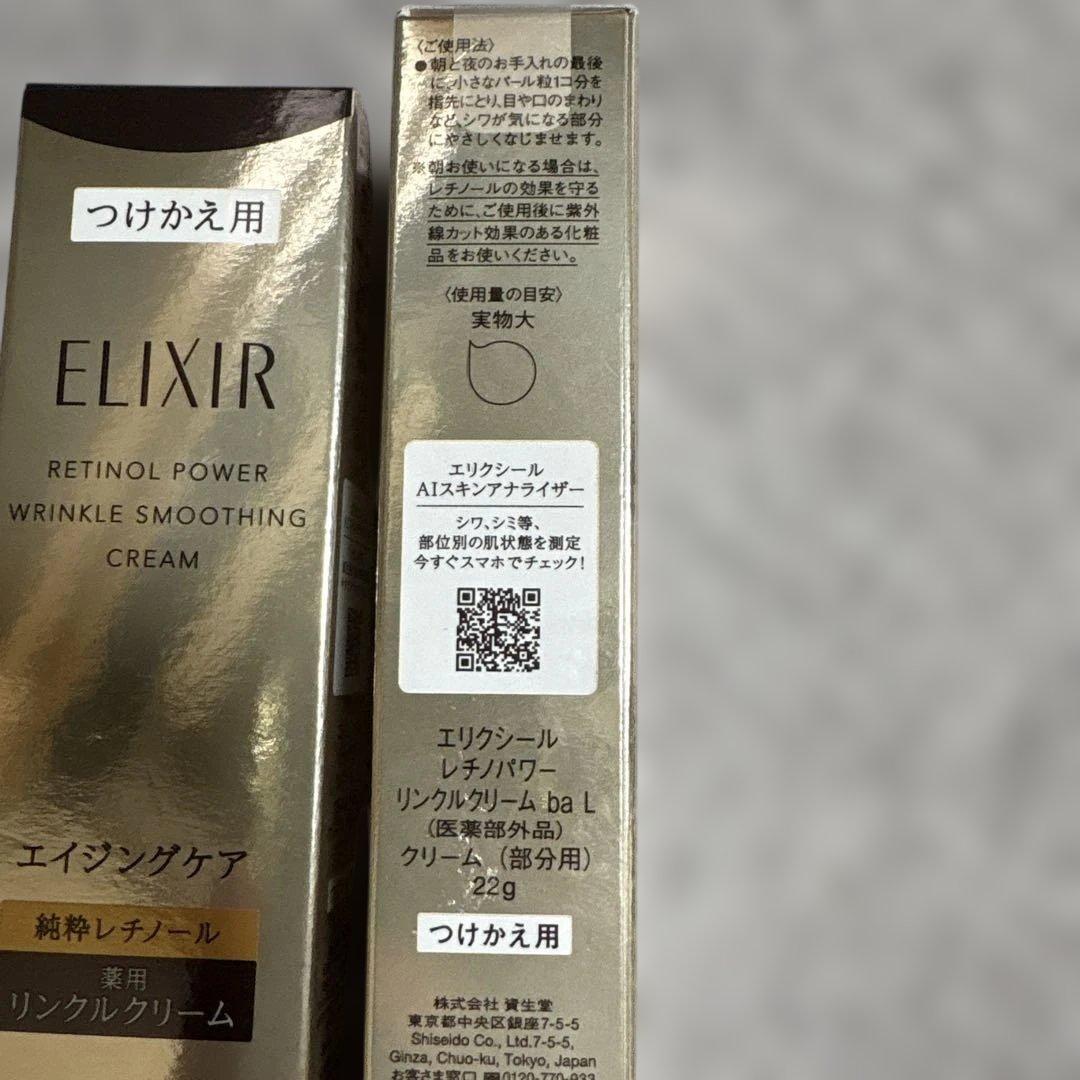 つけかえ用
ELIXIR
RETINOL POWER
WRINKLE SMOOTHING
CREAM
エイジングケア
純粋レチノール
薬用
リンクルクリーム
〈ご使用法〉
●朝と夜のお手入れの最後
に、小さなパール粒1コ分を
指先にとり、目や口のまわり
など、シワが気になる部分
にやさしくなじませます。
※朝お使いになる場合は、
レチノールの効果を守る
ために、ご使用後に紫外
線カット効果のある化粧
品をお使いください。
〈使用量の目安〉
実物大
エリクシール
AIスキンアナライザー
シワ、シミ等、
部位別の肌状態を測定
今すぐスマホでチェック!
エリクシール
レチノパワー
リンクルクリーム ba L
(医薬部外品)
クリーム (部分用)
22g
つけかえ用
株式会社 資生堂
東京都中央区銀座7-5-5
Shiseido Co., Ltd.7-5-5,
Ginza, Chuo-ku, Tokyo, Japan
お客さま窓口 0120-770-933